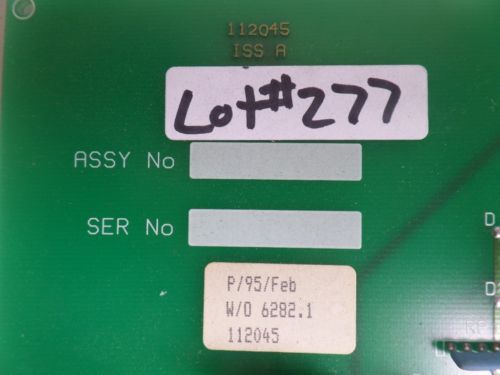 112045
ISS A
Lot#277
ASSY No
SER No
P/95/Feb
W/O 6282.1
112045
D
D